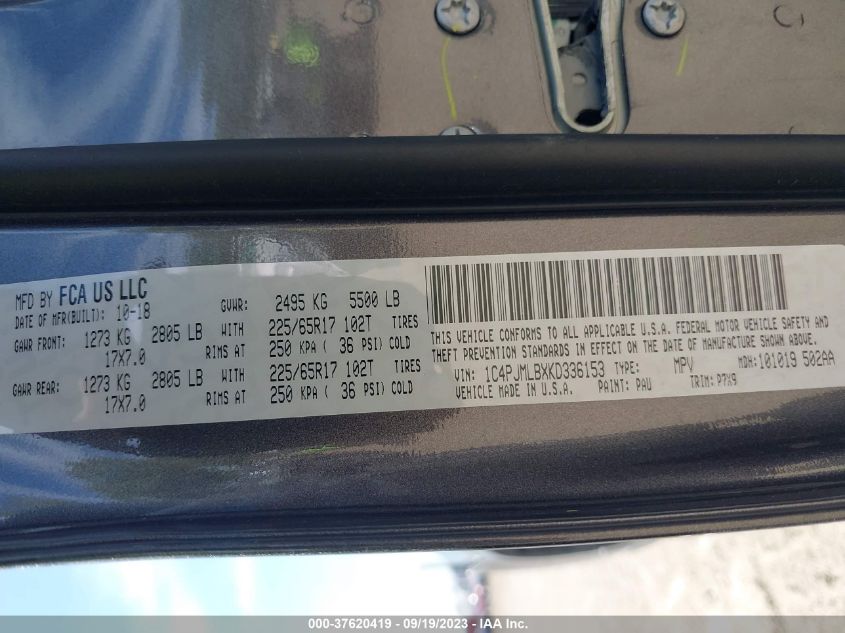 MFD BY FCA US LLC
DATE OF MFR(BUILT): 10-18 GVWR: 2495 KG 5500 LB
GAWR FRONT: 1273 KG 2805 LB WITH 225/65R17 102T TIRES
17X7.0 RIMS AT 250 KPA ( 36 PSI) COLD
GAWR REAR: 1273 KG 2805 LB WITH 225/65R17 102T TIRES
17X7.0 RIMS AT 250 KPA ( 36 PSI) COLD
THIS VEHICLE CONFORMS TO ALL APPLICABLE U.S.A. FEDERAL MOTOR VEHICLE SAFETY AND
THEFT PREVENTION STANDARDS IN EFFECT ON THE DATE OF MANUFACTURE SHOWN ABOVE.
VIN: 1C4PJMLBXKD336153 TYPE: MPV MDH:101019 502AA
VEHICLE MADE IN U.S.A. PAINT: PAU TRIM: P7X9
000-37620419 - 09/19/2023 - IAA Inc.